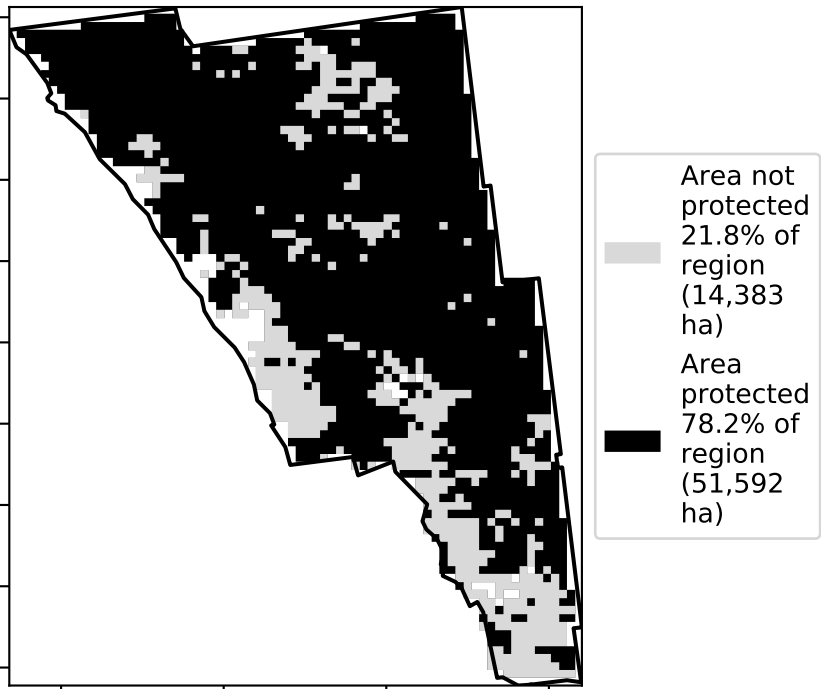 Area not
protected
21.8% of
region
(14,383
ha)
Area
protected
78.2% of
region
(51,592
ha)